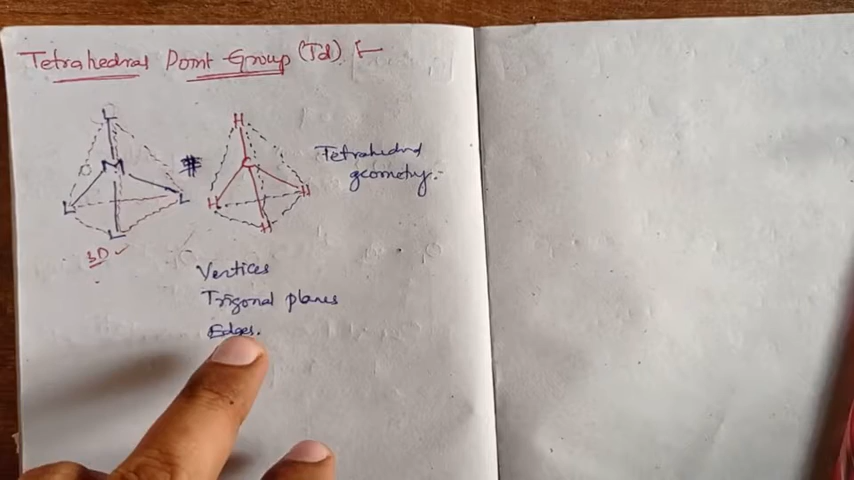 Tetrahedral Point Group (Td) :-
L
M
L
L
L
3D ✓
#
H
C
H
H
H
Tetrahedral
geometry:-
Vertices
Trigonal planes
Edges.